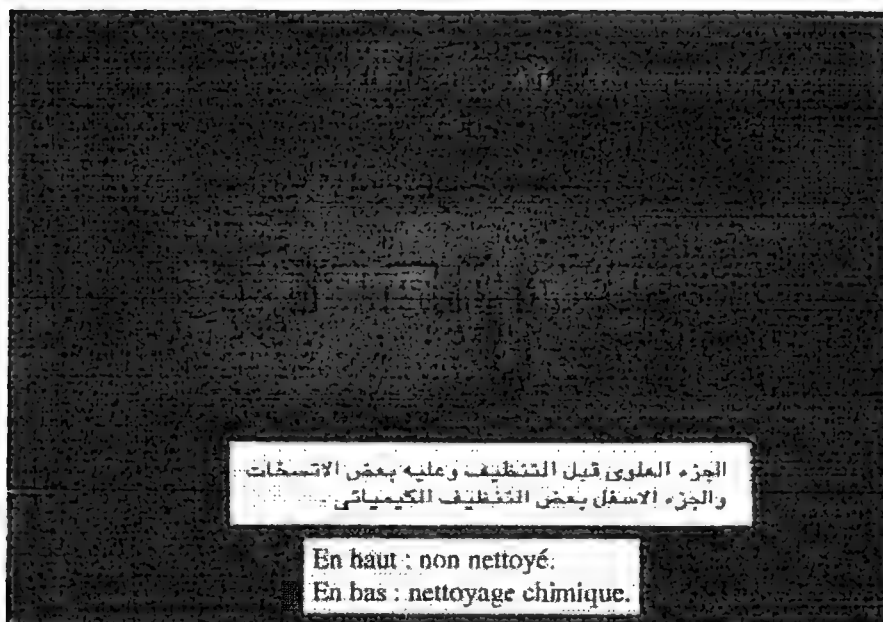 الجزء العلوى قبل التنظيف وعليه بعض الاتسخات
والجزء الاسفل بعض التنظيف الكيميائى
En haut : non nettoyé.
En bas : nettoyage chimique.